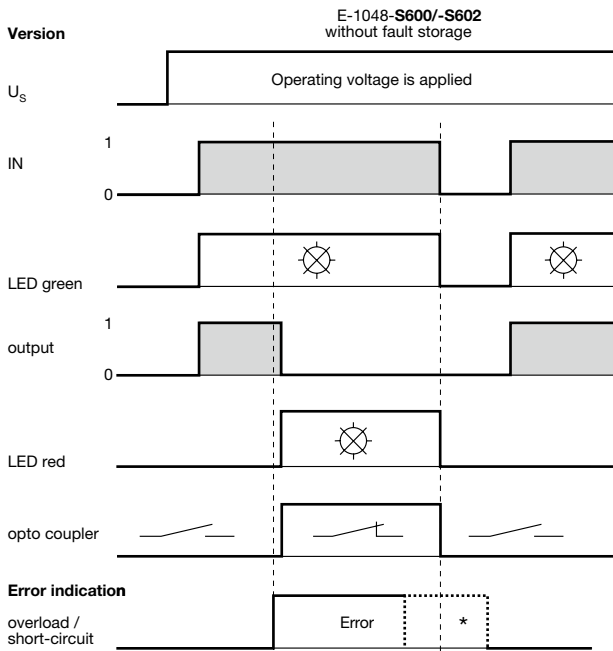 E-1048-S600/-S602
Version without fault storage
Operating voltage is applied
US
1
IN
0
LED green
1
output
0
LED red
opto coupler
Error indication
overload / Error *
short-circuit